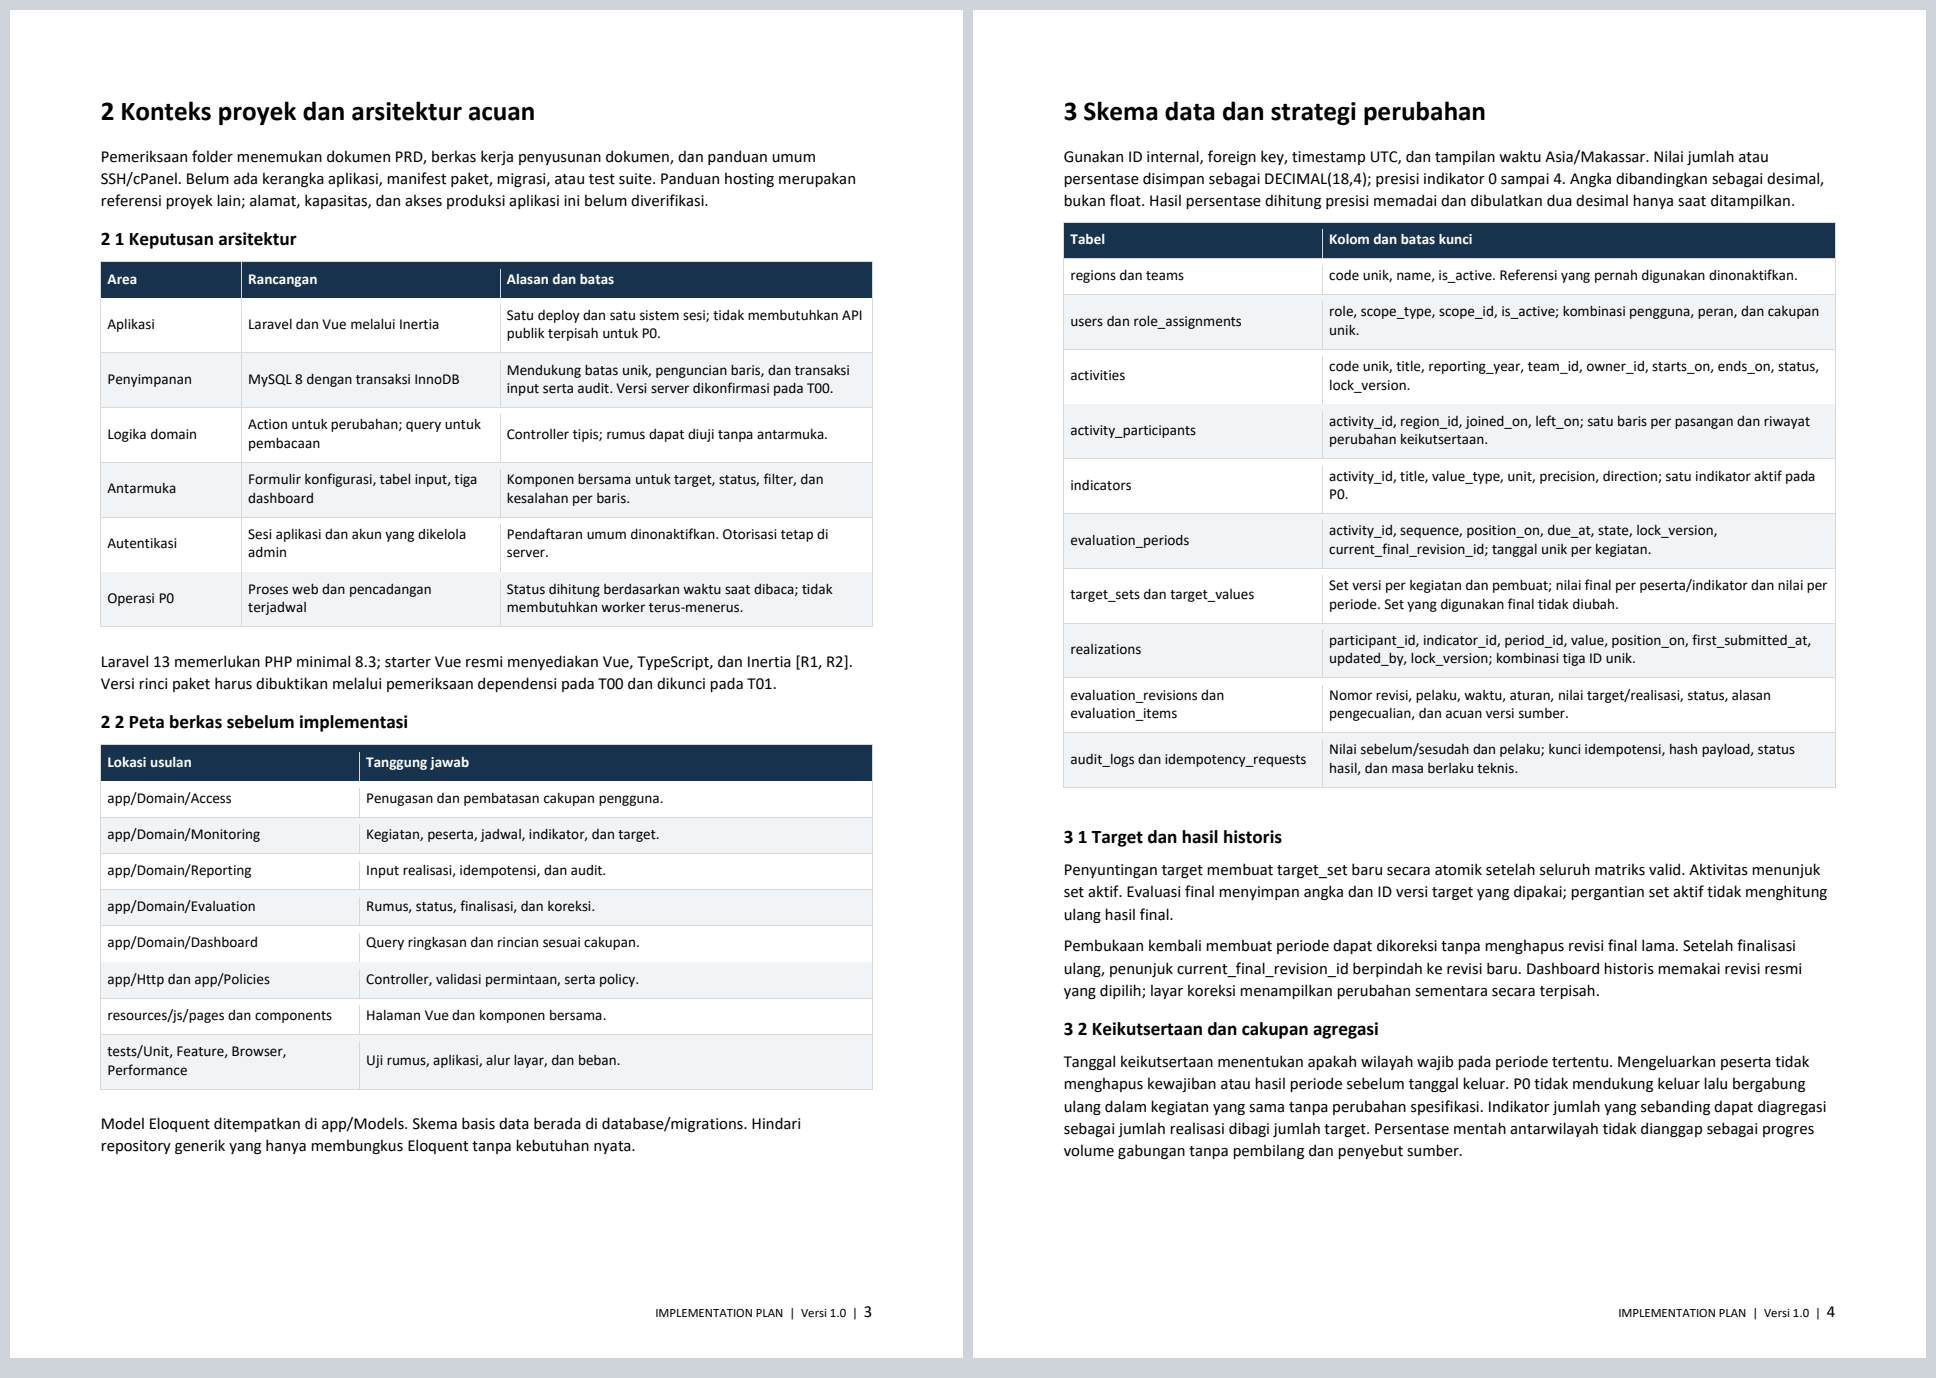 2 Konteks proyek dan arsitektur acuan
Pemeriksaan folder menemukan dokumen PRD, berkas kerja penyusunan dokumen, dan panduan umum
SSH/cPanel. Belum ada kerangka aplikasi, manifest paket, migrasi, atau test suite. Panduan hosting merupakan
referensi proyek lain; alamat, kapasitas, dan akses produksi aplikasi ini belum diverifikasi.
2 1 Keputusan arsitektur
Area Rancangan Alasan dan batas
Aplikasi Laravel dan Vue melalui Inertia Satu deploy dan satu sistem sesi; tidak membutuhkan API
publik terpisah untuk P0.
Penyimpanan MySQL 8 dengan transaksi InnoDB Mendukung batas unik, penguncian baris, dan transaksi
input serta audit. Versi server dikonfirmasi pada T00.
Logika domain Action untuk perubahan; query untuk
pembacaan Controller tipis; rumus dapat diuji tanpa antarmuka.
Antarmuka Formulir konfigurasi, tabel input, tiga
dashboard Komponen bersama untuk target, status, filter, dan
kesalahan per baris.
Autentikasi Sesi aplikasi dan akun yang dikelola
admin Pendaftaran umum dinonaktifkan. Otorisasi tetap di
server.
Operasi P0 Proses web dan pencadangan
terjadwal Status dihitung berdasarkan waktu saat dibaca; tidak
membutuhkan worker terus-menerus.
Laravel 13 memerlukan PHP minimal 8.3; starter Vue resmi menyediakan Vue, TypeScript, dan Inertia [R1, R2].
Versi rinci paket harus dibuktikan melalui pemeriksaan dependensi pada T00 dan dikunci pada T01.
2 2 Peta berkas sebelum implementasi
Lokasi usulan Tanggung jawab
app/Domain/Access Penugasan dan pembatasan cakupan pengguna.
app/Domain/Monitoring Kegiatan, peserta, jadwal, indikator, dan target.
app/Domain/Reporting Input realisasi, idempotensi, dan audit.
app/Domain/Evaluation Rumus, status, finalisasi, dan koreksi.
app/Domain/Dashboard Query ringkasan dan rincian sesuai cakupan.
app/Http dan app/Policies Controller, validasi permintaan, serta policy.
resources/js/pages dan components Halaman Vue dan komponen bersama.
tests/Unit, Feature, Browser,
Performance Uji rumus, aplikasi, alur layar, dan beban.
Model Eloquent ditempatkan di app/Models. Skema basis data berada di database/migrations. Hindari
repository generik yang hanya membungkus Eloquent tanpa kebutuhan nyata.
IMPLEMENTATION PLAN | Versi 1.0 | 3
3 Skema data dan strategi perubahan
Gunakan ID internal, foreign key, timestamp UTC, dan tampilan waktu Asia/Makassar. Nilai jumlah atau
persentase disimpan sebagai DECIMAL(18,4); presisi indikator 0 sampai 4. Angka dibandingkan sebagai desimal,
bukan float. Hasil persentase dihitung presisi memadai dan dibulatkan dua desimal hanya saat ditampilkan.
Tabel Kolom dan batas kunci
regions dan teams code unik, name, is_active. Referensi yang pernah digunakan dinonaktifkan.
users dan role_assignments role, scope_type, scope_id, is_active; kombinasi pengguna, peran, dan cakupan
unik.
activities code unik, title, reporting_year, team_id, owner_id, starts_on, ends_on, status,
lock_version.
activity_participants activity_id, region_id, joined_on, left_on; satu baris per pasangan dan riwayat
perubahan keikutsertaan.
indicators activity_id, title, value_type, unit, precision, direction; satu indikator aktif pada
P0.
evaluation_periods activity_id, sequence, position_on, due_at, state, lock_version,
current_final_revision_id; tanggal unik per kegiatan.
target_sets dan target_values Set versi per kegiatan dan pembuat; nilai final per peserta/indikator dan nilai per
periode. Set yang digunakan final tidak diubah.
realizations participant_id, indicator_id, period_id, value, position_on, first_submitted_at,
updated_by, lock_version; kombinasi tiga ID unik.
evaluation_revisions dan
evaluation_items Nomor revisi, pelaku, waktu, aturan, nilai target/realisasi, status, alasan
pengecualian, dan acuan versi sumber.
audit_logs dan idempotency_requests Nilai sebelum/sesudah dan pelaku; kunci idempotensi, hash payload, status
hasil, dan masa berlaku teknis.
3 1 Target dan hasil historis
Penyuntingan target membuat target_set baru secara atomik setelah seluruh matriks valid. Aktivitas menunjuk
set aktif. Evaluasi final menyimpan angka dan ID versi target yang dipakai; pergantian set aktif tidak menghitung
ulang hasil final.
Pembukaan kembali membuat periode dapat dikoreksi tanpa menghapus revisi final lama. Setelah finalisasi
ulang, penunjuk current_final_revision_id berpindah ke revisi baru. Dashboard historis memakai revisi resmi
yang dipilih; layar koreksi menampilkan perubahan sementara secara terpisah.
3 2 Keikutsertaan dan cakupan agregasi
Tanggal keikutsertaan menentukan apakah wilayah wajib pada periode tertentu. Mengeluarkan peserta tidak
menghapus kewajiban atau hasil periode sebelum tanggal keluar. P0 tidak mendukung keluar lalu bergabung
ulang dalam kegiatan yang sama tanpa perubahan spesifikasi. Indikator jumlah yang sebanding dapat diagregasi
sebagai jumlah realisasi dibagi jumlah target. Persentase mentah antarwilayah tidak dianggap sebagai progres
volume gabungan tanpa pembilang dan penyebut sumber.
IMPLEMENTATION PLAN | Versi 1.0 | 4